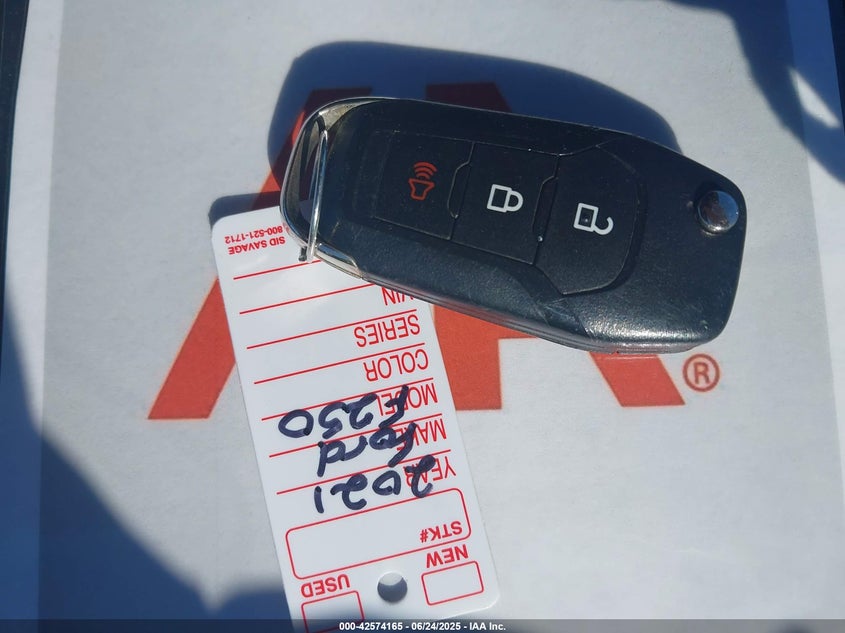 NEW USED
STK#
YEAR 2021
MAKE Ford
MODEL F250
COLOR
SERIES
VIN
SID SAVAGE
800-521-1712
®
000-42574165 - 06/24/2025 - IAA Inc.